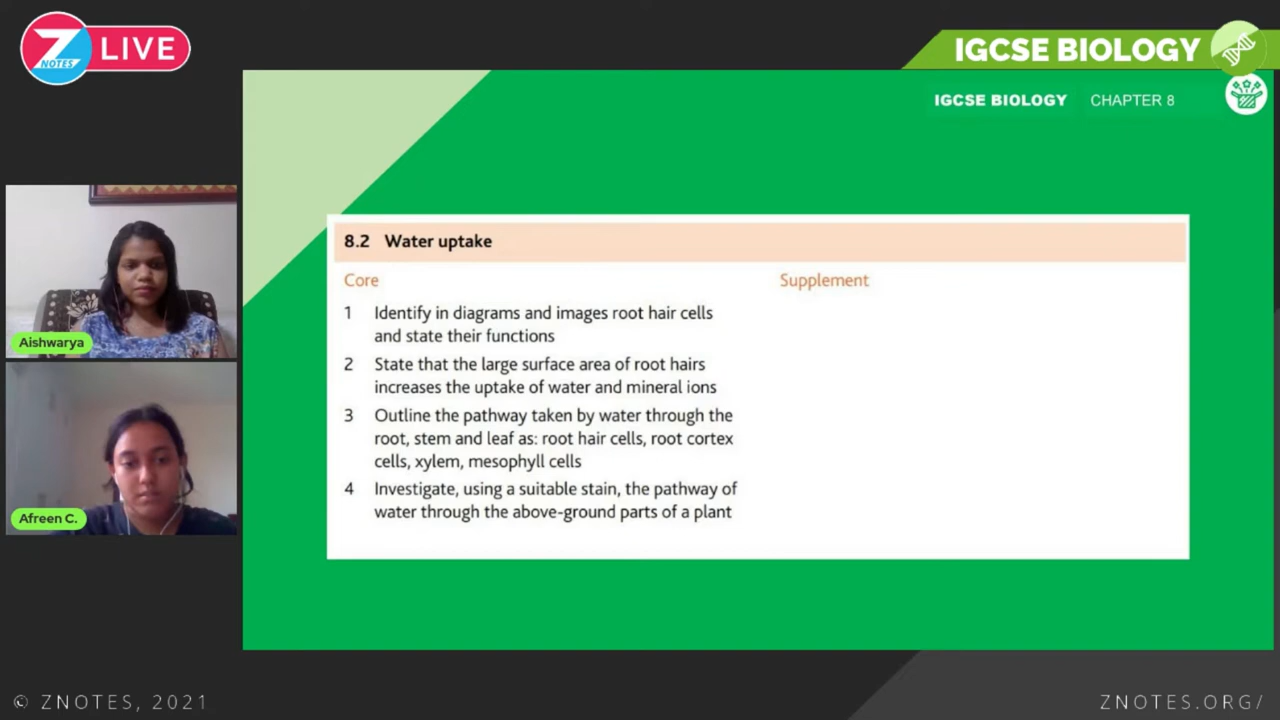 Z NOTES LIVE
IGCSE BIOLOGY
IGCSE BIOLOGY CHAPTER 8
8.2 Water uptake
Core
Supplement
1 Identify in diagrams and images root hair cells
and state their functions
2 State that the large surface area of root hairs
increases the uptake of water and mineral ions
3 Outline the pathway taken by water through the
root, stem and leaf as: root hair cells, root cortex
cells, xylem, mesophyll cells
4 Investigate, using a suitable stain, the pathway of
water through the above-ground parts of a plant
Aishwarya
Afreen C.
© ZNOTES, 2021
ZNOTES.ORG/